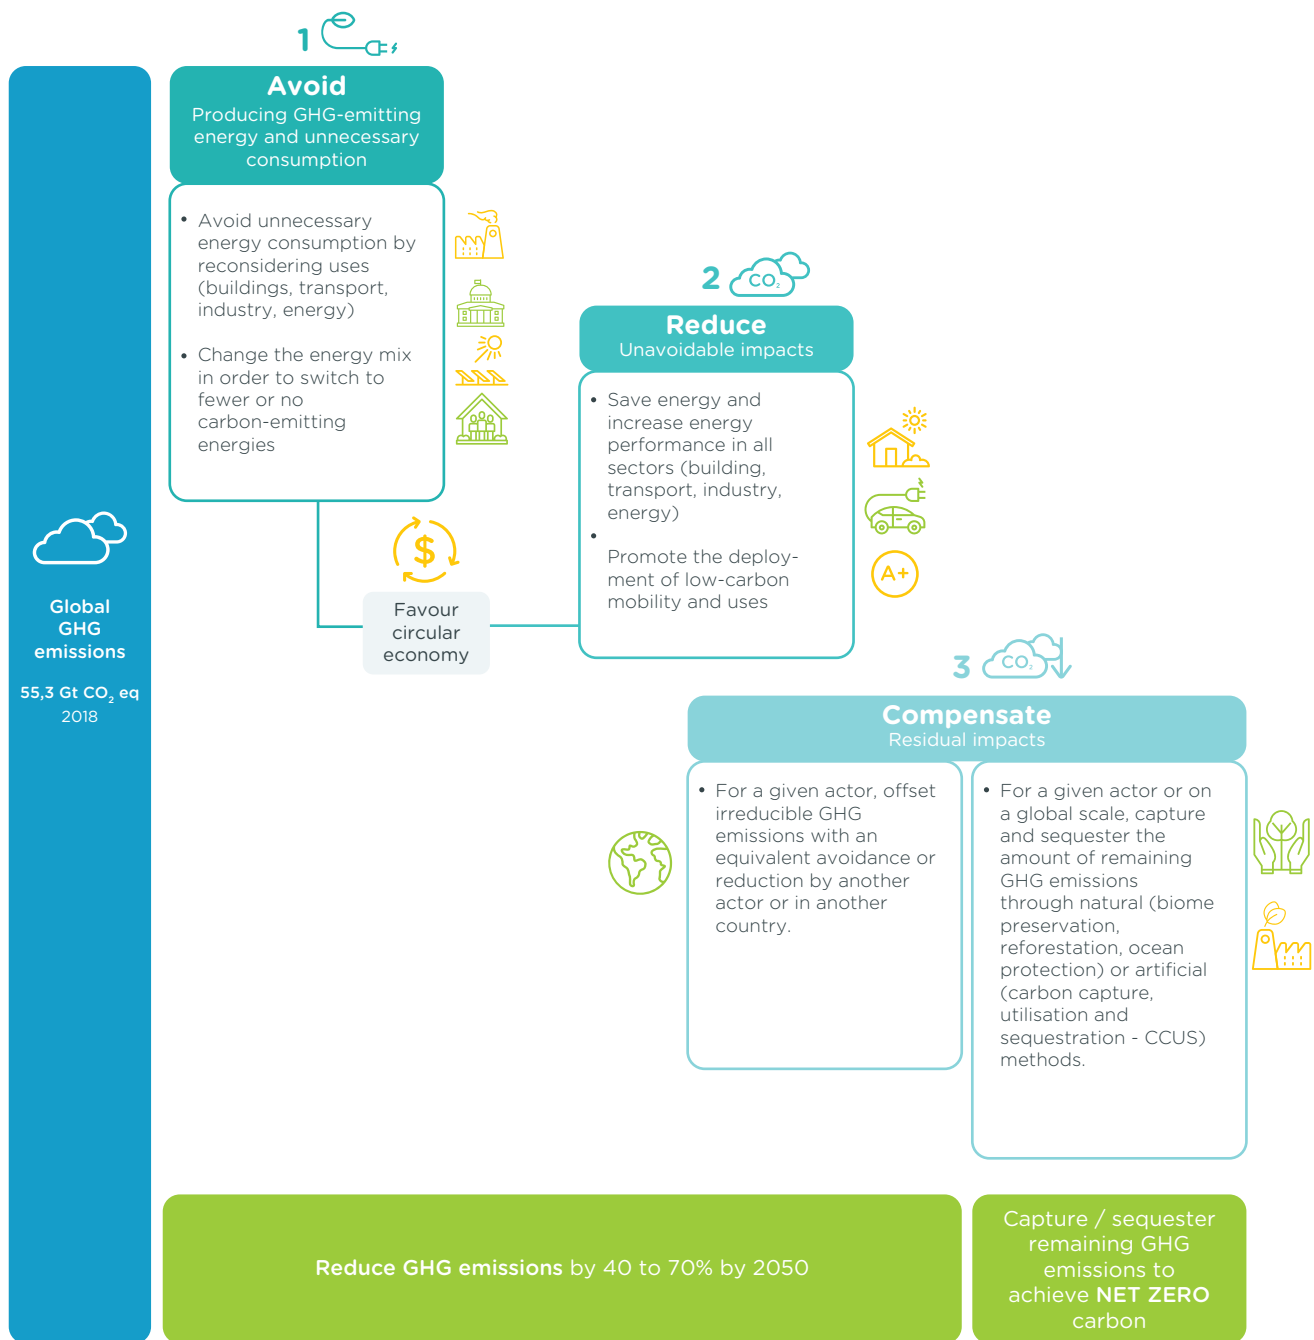 Global
GHG
emissions
55,3 Gt CO₂ eq
2018
1
Avoid
Producing GHG-emitting
energy and unnecessary
consumption
• Avoid unnecessary
energy consumption by
reconsidering uses
(buildings, transport,
industry, energy)
• Change the energy mix
in order to switch to
fewer or no
carbon-emitting
energies
$
Favour
circular
economy
2
CO₂
Reduce
Unavoidable impacts
• Save energy and
increase energy
performance in all
sectors (building,
transport, industry,
energy)
•
Promote the deploy-
ment of low-carbon
mobility and uses
A+
3
CO₂
Compensate
Residual impacts
• For a given actor, offset
irreducible GHG
emissions with an
equivalent avoidance or
reduction by another
actor or in another
country.
• For a given actor or on
a global scale, capture
and sequester the
amount of remaining
GHG emissions
through natural (biome
preservation,
reforestation, ocean
protection) or artificial
(carbon capture,
utilisation and
sequestration - CCUS)
methods.
Reduce GHG emissions by 40 to 70% by 2050
Capture / sequester
remaining GHG
emissions to
achieve NET ZERO
carbon